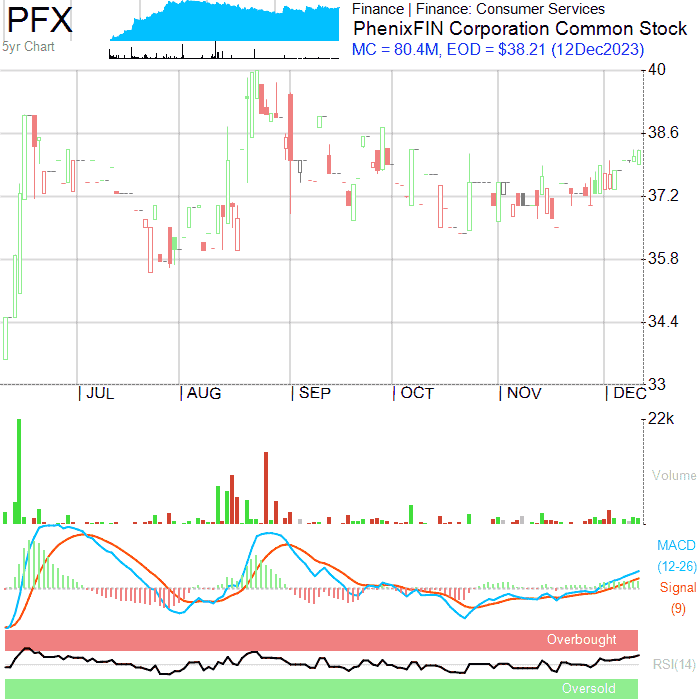 PFX
5yr Chart
Finance | Finance: Consumer Services
PhenixFIN Corporation Common Stock
MC = 80.4M, EOD = $38.21 (12Dec2023)
40
38.6
37.2
35.8
34.4
33
| JUL | AUG | SEP | OCT | NOV | DEC
22k
Volume
MACD
(12-26)
Signal
(9)
Overbought
RSI(14)
Oversold